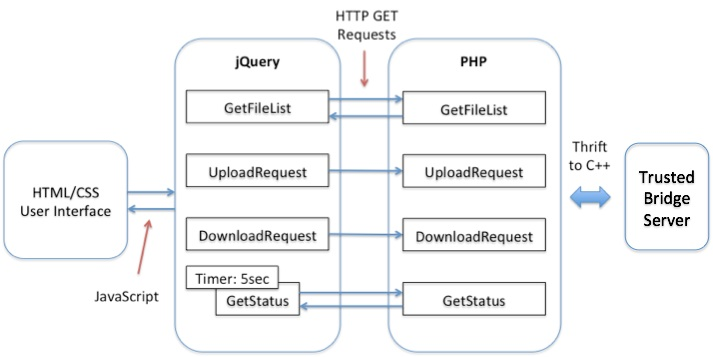 HTTP GET
Requests
jQuery
PHP
GetFileList
GetFileList
Thrift
to C++
UploadRequest
UploadRequest
HTML/CSS
User Interface
Trusted
Bridge
Server
DownloadRequest
DownloadRequest
Timer: 5sec
JavaScript
GetStatus
GetStatus